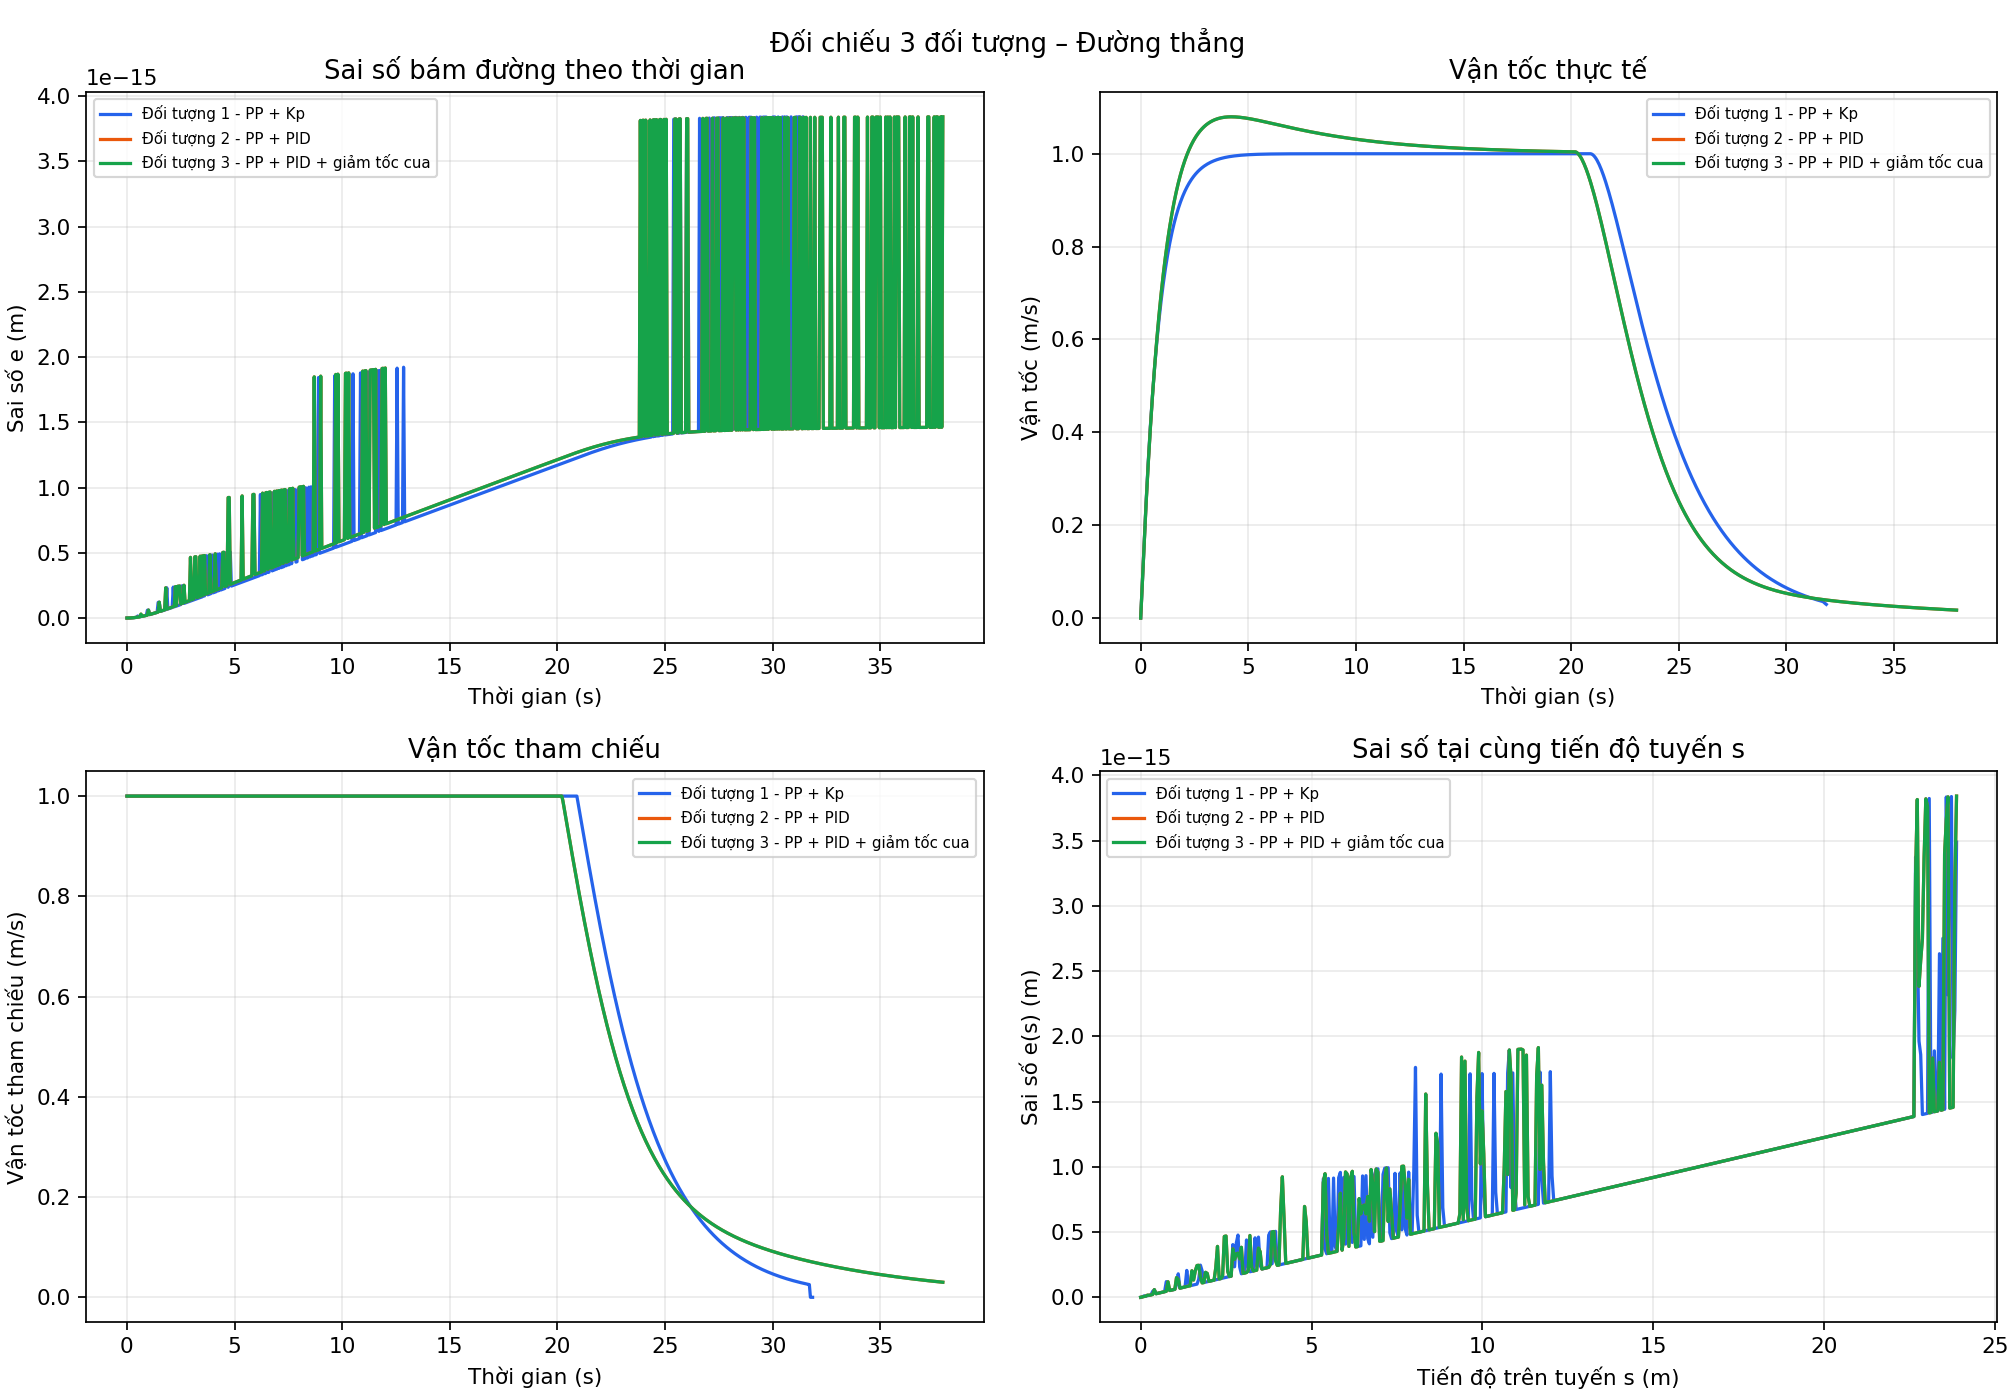 Đối chiếu 3 đối tượng – Đường thẳng
Sai số bám đường theo thời gian
1e−15
4.0
3.5
3.0
2.5
2.0
1.5
1.0
0.5
0.0
Sai số e (m)
Đối tượng 1 - PP + Kp
Đối tượng 2 - PP + PID
Đối tượng 3 - PP + PID + giảm tốc cua
0 5 10 15 20 25 30 35
Thời gian (s)
Vận tốc thực tế
1.0
0.8
0.6
0.4
0.2
0.0
Vận tốc (m/s)
Đối tượng 1 - PP + Kp
Đối tượng 2 - PP + PID
Đối tượng 3 - PP + PID + giảm tốc cua
0 5 10 15 20 25 30 35
Thời gian (s)
Vận tốc tham chiếu
1.0
0.8
0.6
0.4
0.2
0.0
Vận tốc tham chiếu (m/s)
Đối tượng 1 - PP + Kp
Đối tượng 2 - PP + PID
Đối tượng 3 - PP + PID + giảm tốc cua
0 5 10 15 20 25 30 35
Thời gian (s)
Sai số tại cùng tiến độ tuyến s
1e−15
4.0
3.5
3.0
2.5
2.0
1.5
1.0
0.5
0.0
Sai số e(s) (m)
Đối tượng 1 - PP + Kp
Đối tượng 2 - PP + PID
Đối tượng 3 - PP + PID + giảm tốc cua
0 5 10 15 20 25
Tiến độ trên tuyến s (m)